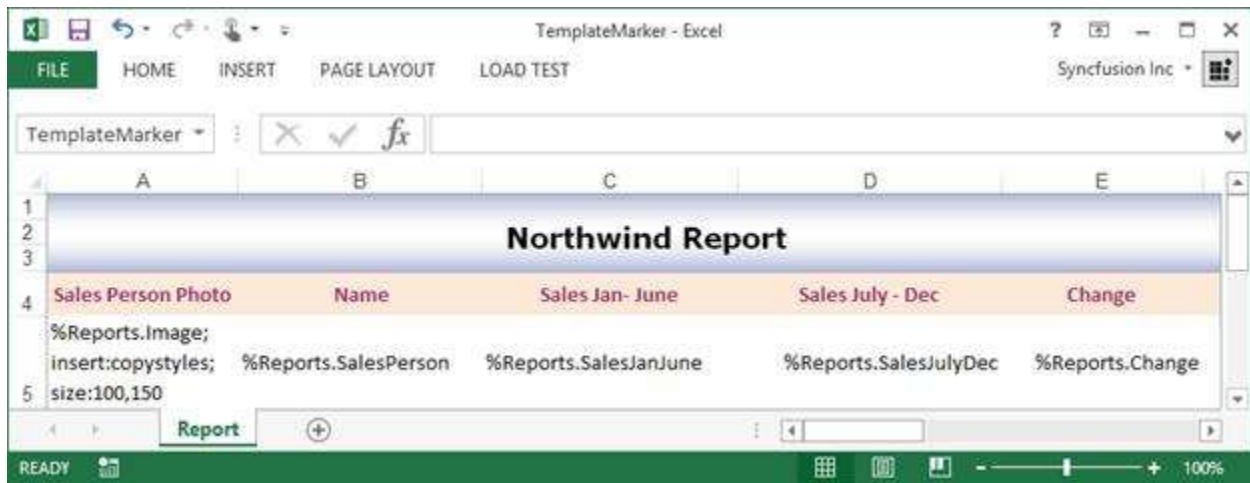 TemplateMarker - Excel
?
FILE HOME INSERT PAGE LAYOUT LOAD TEST Syncfusion Inc
TemplateMarker fx
A B C D E
1
2 Northwind Report
3
4 Sales Person Photo Name Sales Jan- June Sales July - Dec Change
%Reports.Image;
insert:copystyles; %Reports.SalesPerson %Reports.SalesJanJune %Reports.SalesJulyDec %Reports.Change
5 size:100,150
Report
READY 100%